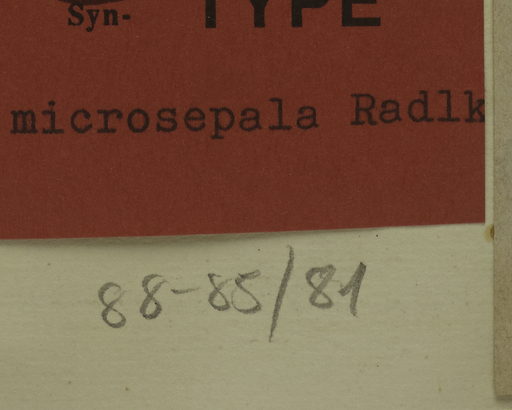 Syn- TYPE
microsepala Radlk
88-85/81